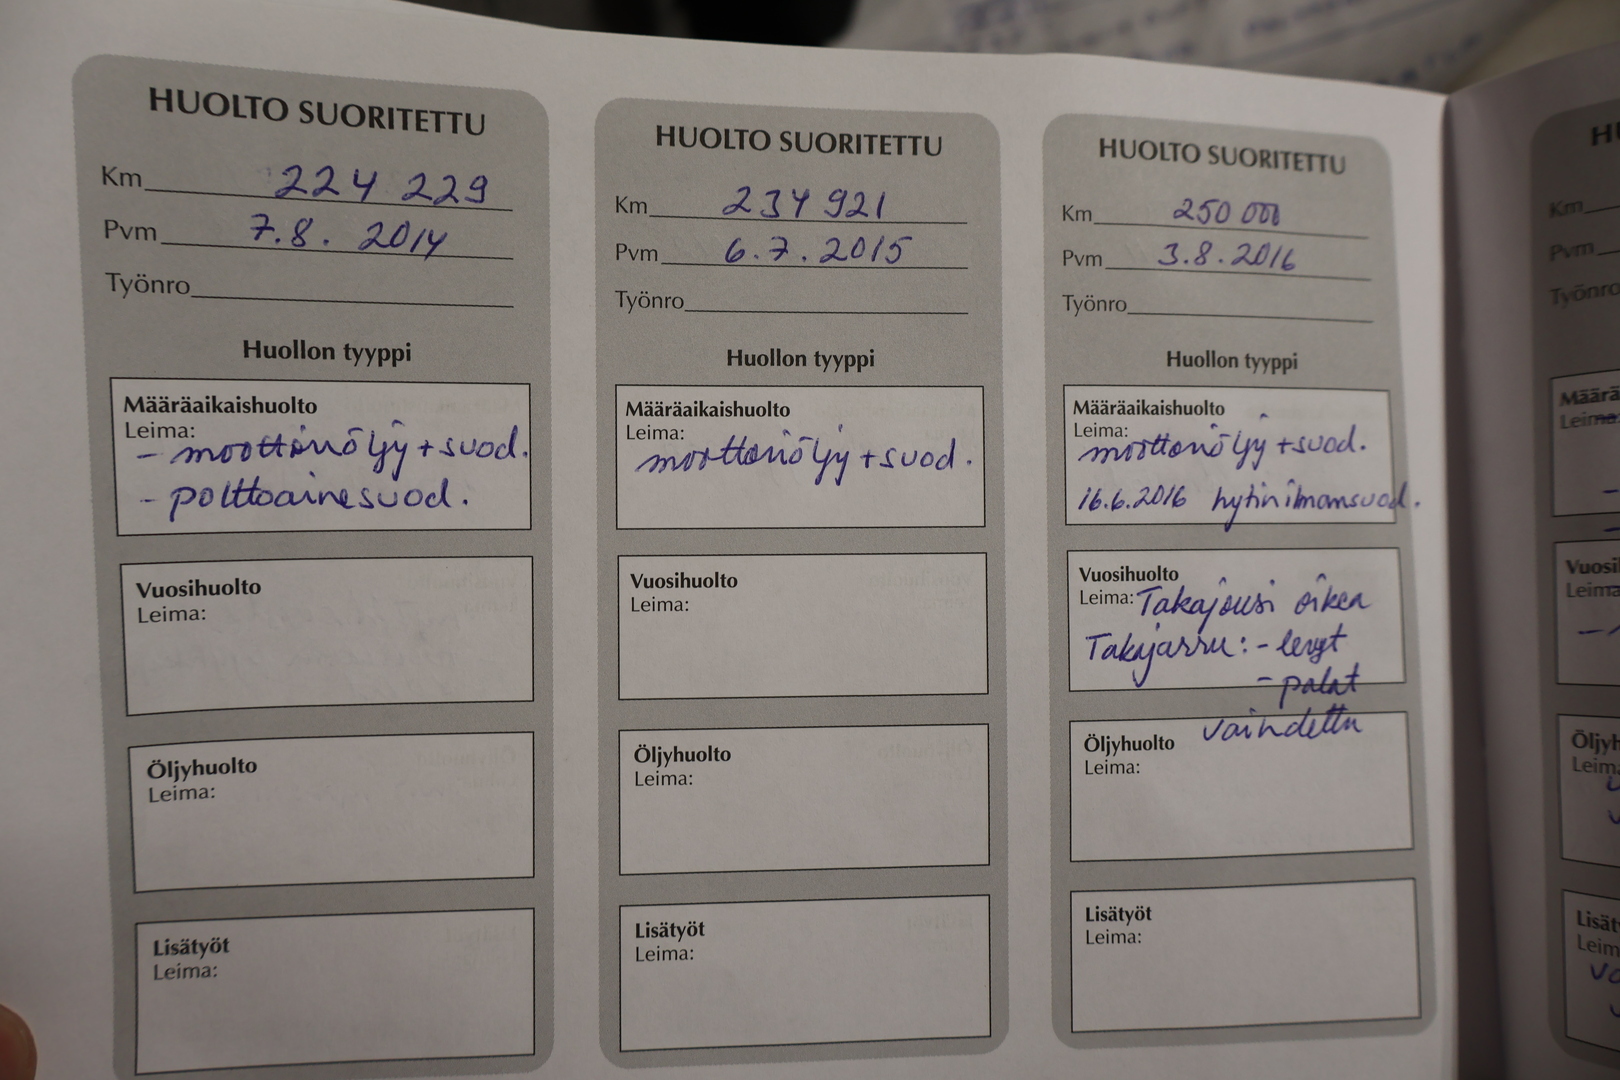 HUOLTO SUORITETTU
Km 224 229
Pvm 7.8. 2014
Työnro
Huollon tyyppi
Määräaikaishuolto
Leima:
- moottoriöljy + suod.
- polttoainesuod.
Vuosihuolto
Leima:
Öljyhuolto
Leima:
Lisätyöt
Leima:
HUOLTO SUORITETTU
Km 234 921
Pvm 6.7.2015
Työnro
Huollon tyyppi
Määräaikaishuolto
Leima:
moottoriöljy + suod.
Vuosihuolto
Leima:
Öljyhuolto
Leima:
Lisätyöt
Leima:
HUOLTO SUORITETTU
Km 250 000
Pvm 3.8.2016
Työnro
Huollon tyyppi
Määräaikaishuolto
Leima:
moottoriöljy + suod.
16.6.2016 hytinilmansuod.
Vuosihuolto
Leima: Takajousi oikea
Takajarru: - levyt
- palat
vaihdettu
Öljyhuolto
Leima:
Lisätyöt
Leima:
Km
Pvm
Työnro